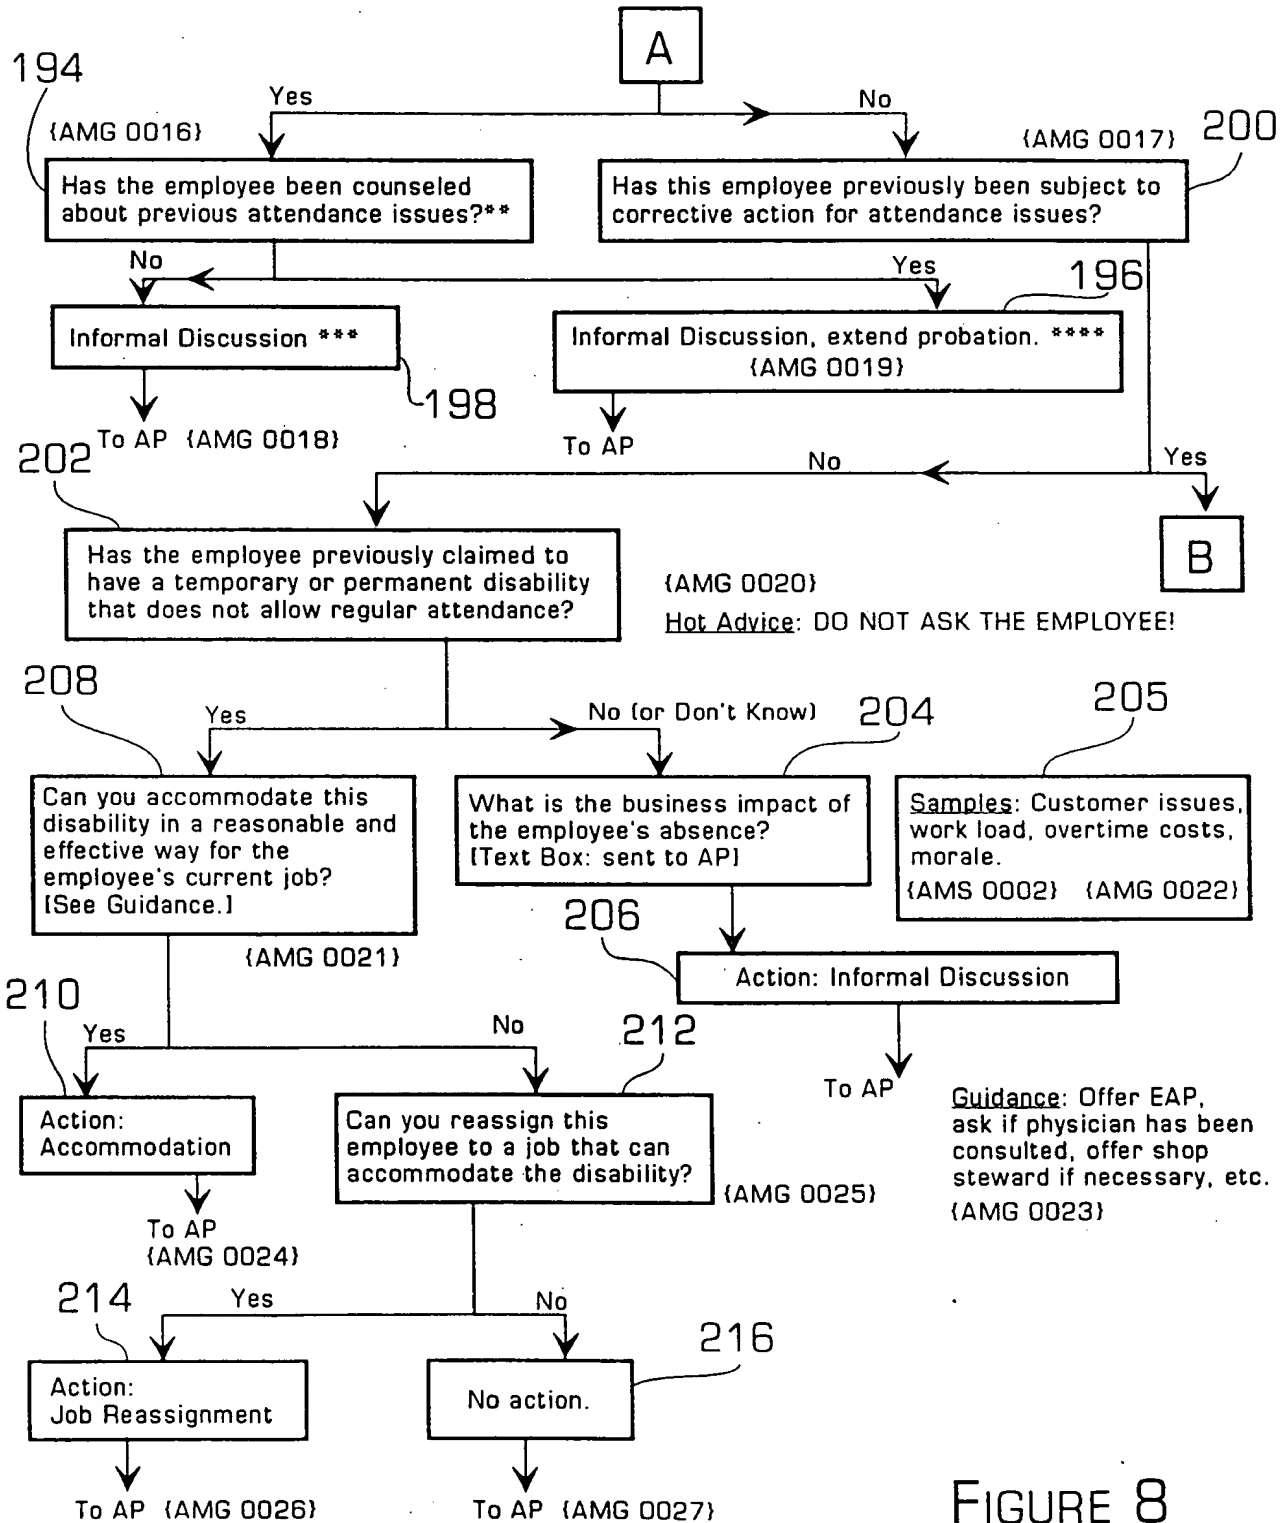 A
194
Yes
No
{AMG 0016}
{AMG 0017}
200
Has the employee been counseled
about previous attendance issues?**
Has this employee previously been subject to
corrective action for attendance issues?
No
Yes
196
Informal Discussion ***
Informal Discussion, extend probation. ****
{AMG 0019}
198
To AP {AMG 0018}
To AP
202
No
Yes
B
Has the employee previously claimed to
have a temporary or permanent disability
that does not allow regular attendance?
{AMG 0020}
Hot Advice: DO NOT ASK THE EMPLOYEE!
208
Yes
No (or Don't Know)
204
205
Can you accommodate this
disability in a reasonable and
effective way for the
employee's current job?
[See Guidance.]
What is the business impact of
the employee's absence?
[Text Box: sent to AP]
Samples: Customer issues,
work load, overtime costs,
morale.
{AMS 0002} {AMG 0022}
206
{AMG 0021}
Action: Informal Discussion
210
Yes
No
212
To AP
Action:
Accommodation
Can you reassign this
employee to a job that can
accommodate the disability?
Guidance: Offer EAP,
ask if physician has been
consulted, offer shop
steward if necessary, etc.
{AMG 0023}
{AMG 0025}
To AP
{AMG 0024}
214
Yes
No
216
Action:
Job Reassignment
No action.
To AP {AMG 0026}
To AP {AMG 0027}
FIGURE 8